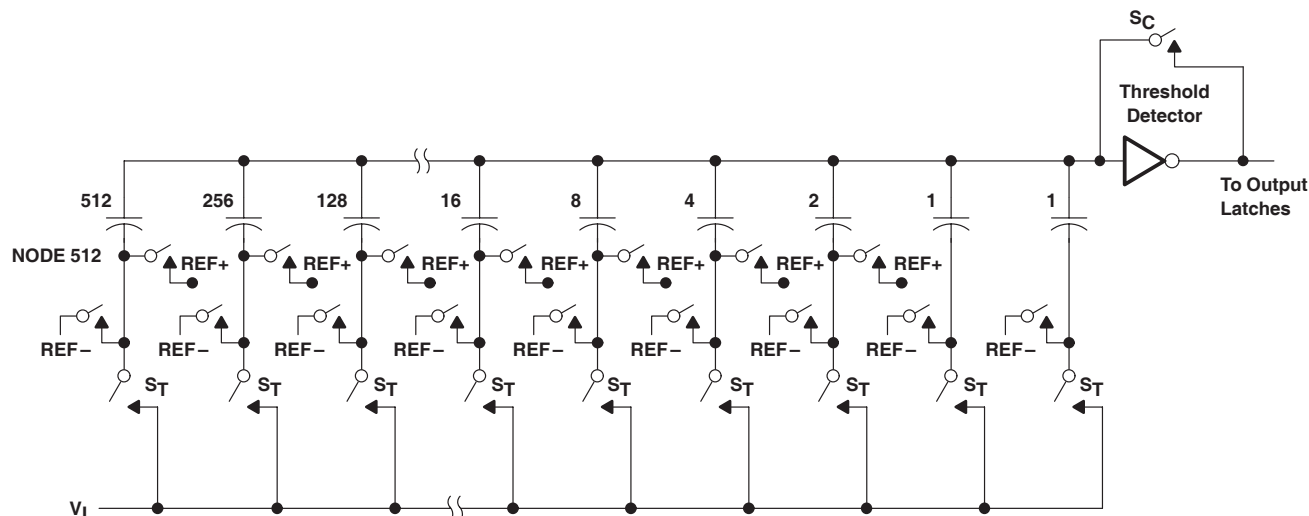 SC
Threshold
Detector
To Output
Latches
512 256 128 16 8 4 2 1 1
NODE 512
REF+ REF+ REF+ REF+ REF+ REF+ REF+
REF– REF– REF– REF– REF– REF– REF– REF– REF–
ST ST ST ST ST ST ST ST ST
VI